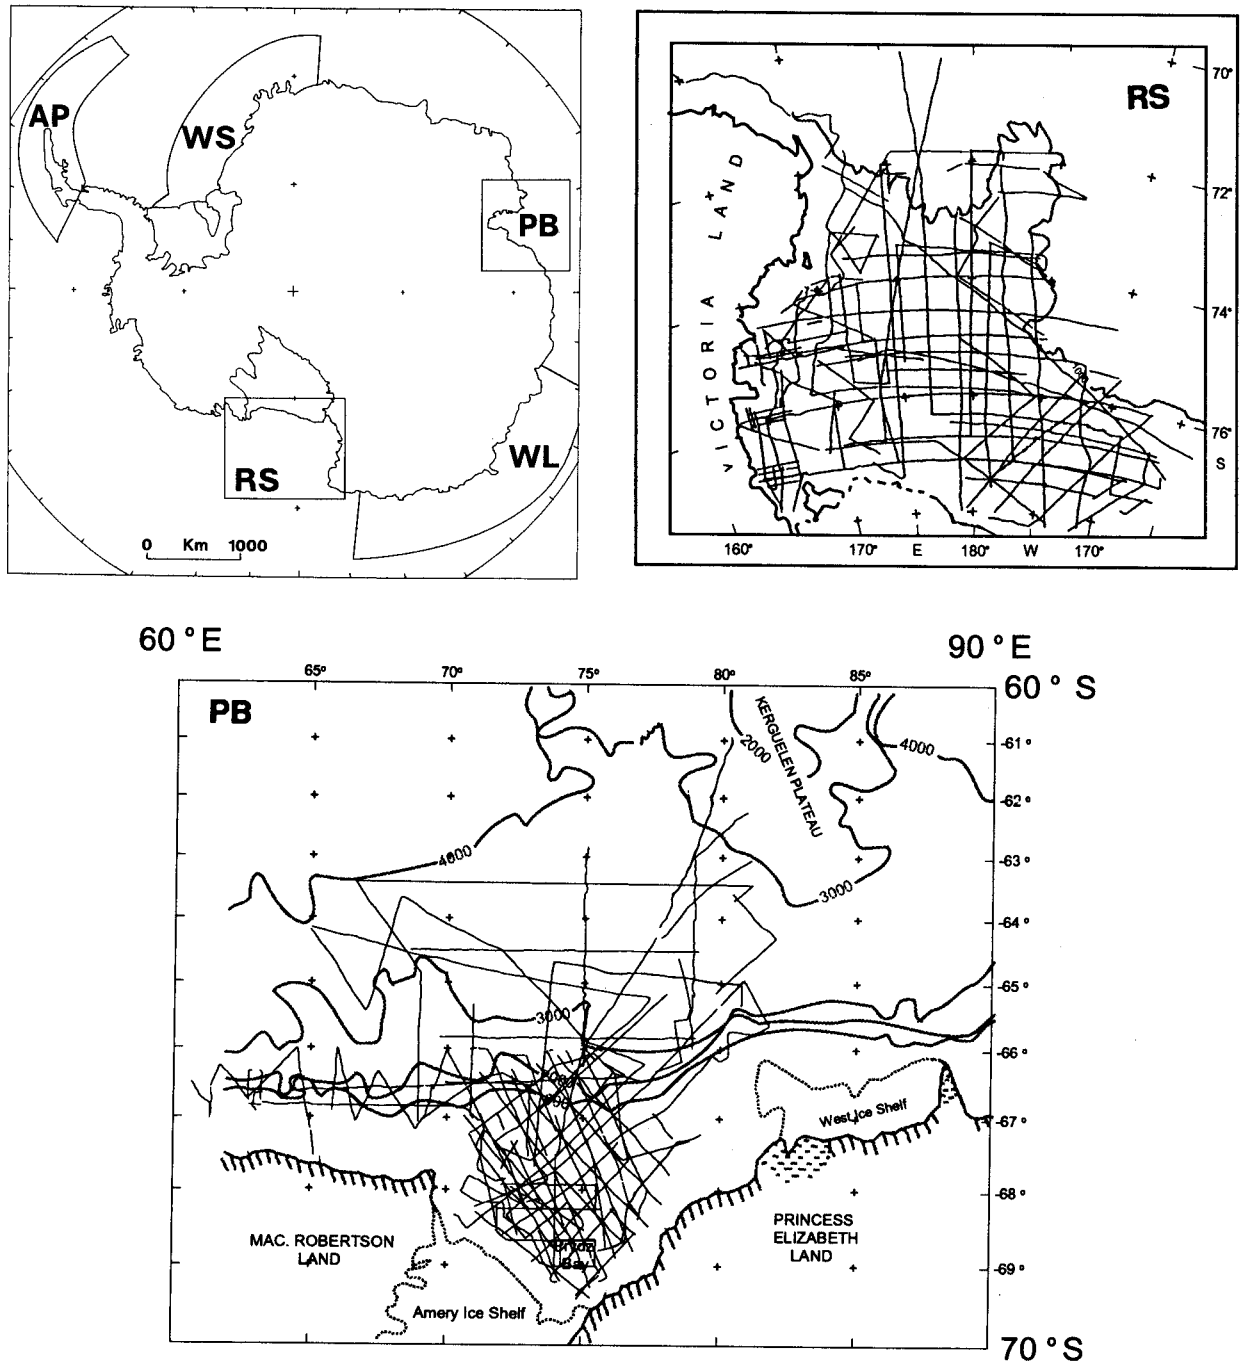 AP
WS
PB
RS
WL
0 Km 1000
RS
VICTORIA LAND
70°
72°
74°
76°
S
160°
170°
E
180°
W
170°
60 °E
90 °E
65°
70°
75°
80°
85°
60° S
PB
KERGUELEN PLATEAU
2000
4000
-61°
-62°
-63°
4000
3000
-64°
-65°
3000
-66°
West Ice Shelf
-67°
-68°
MAC. ROBERTSON
LAND
PRINCESS
ELIZABETH
LAND
Bay
-69°
Amery Ice Shelf
70° S